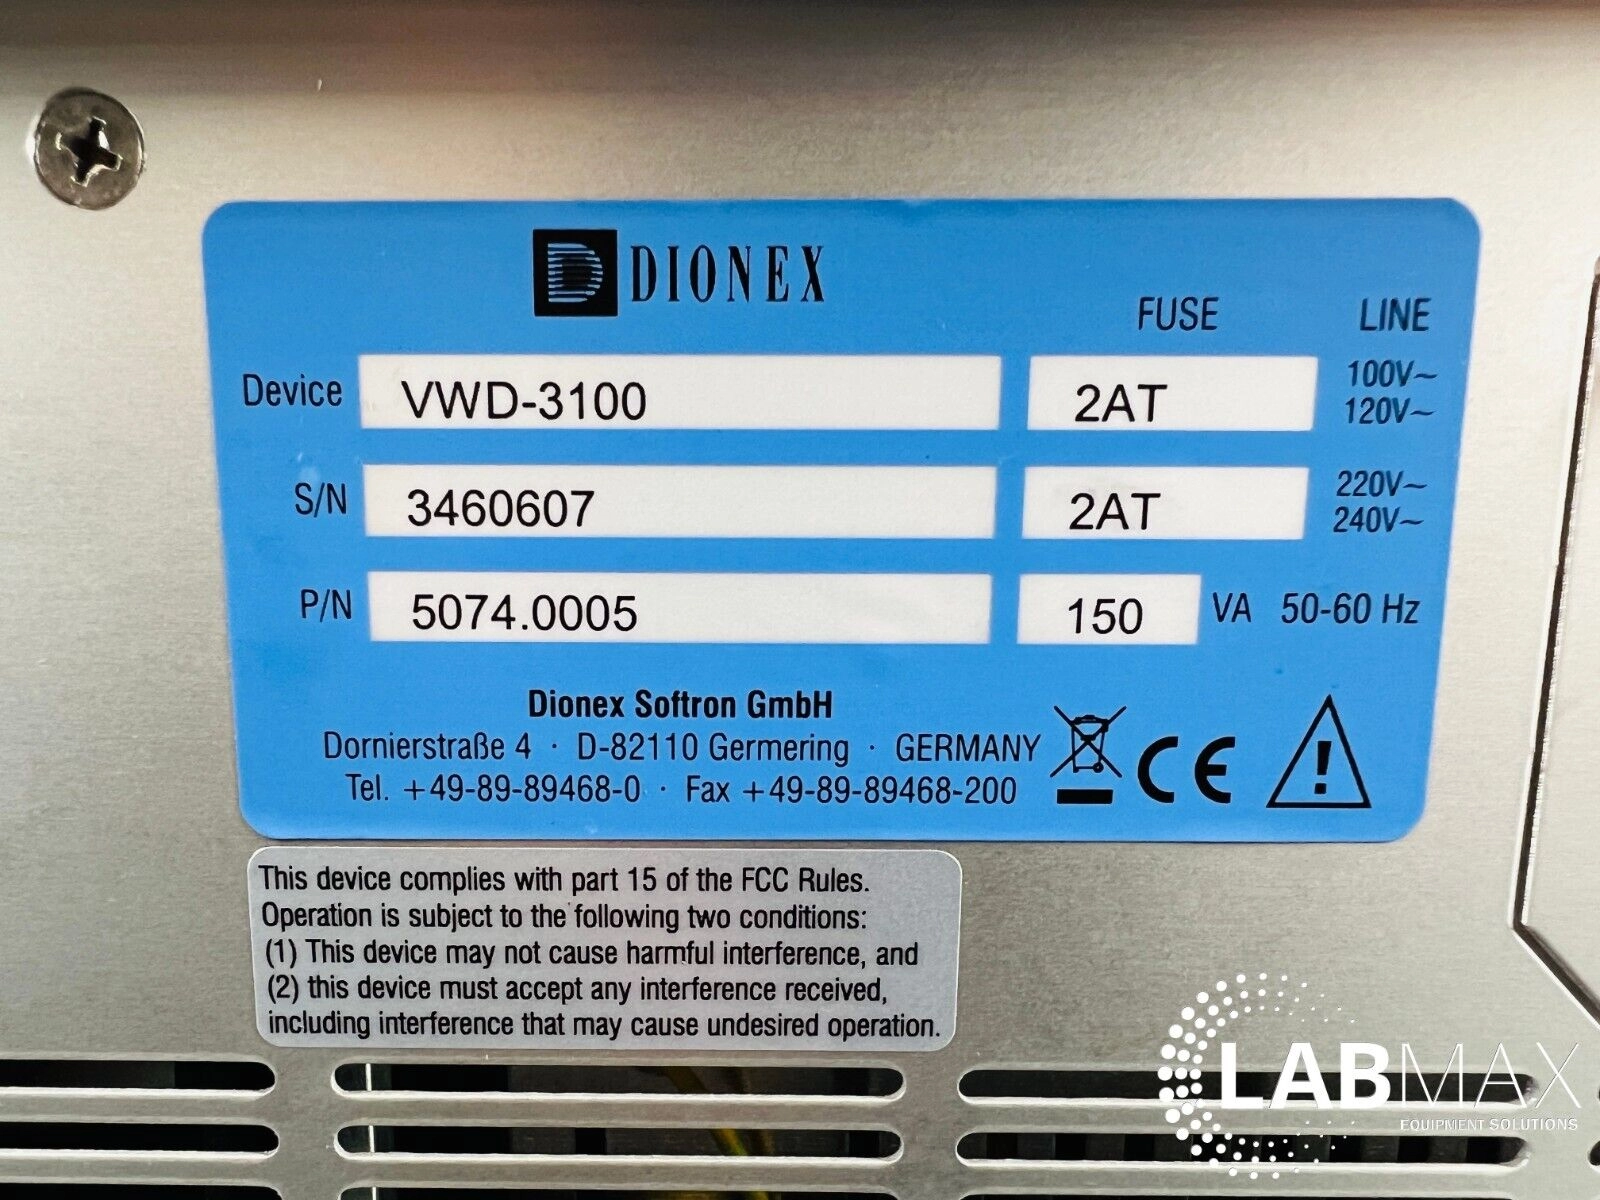 DIONEX
FUSE LINE
Device VWD-3100 2AT 100V~
120V~
S/N 3460607 2AT 220V~
240V~
P/N 5074.0005 150 VA 50-60 Hz
Dionex Softron GmbH
Dornierstraße 4 · D-82110 Germering · GERMANY
Tel. +49-89-89468-0 · Fax +49-89-89468-200
CE
This device complies with part 15 of the FCC Rules.
Operation is subject to the following two conditions:
(1) This device may not cause harmful interference, and
(2) this device must accept any interference received,
including interference that may cause undesired operation.
LABMAX
EQUIPMENT SOLUTIONS